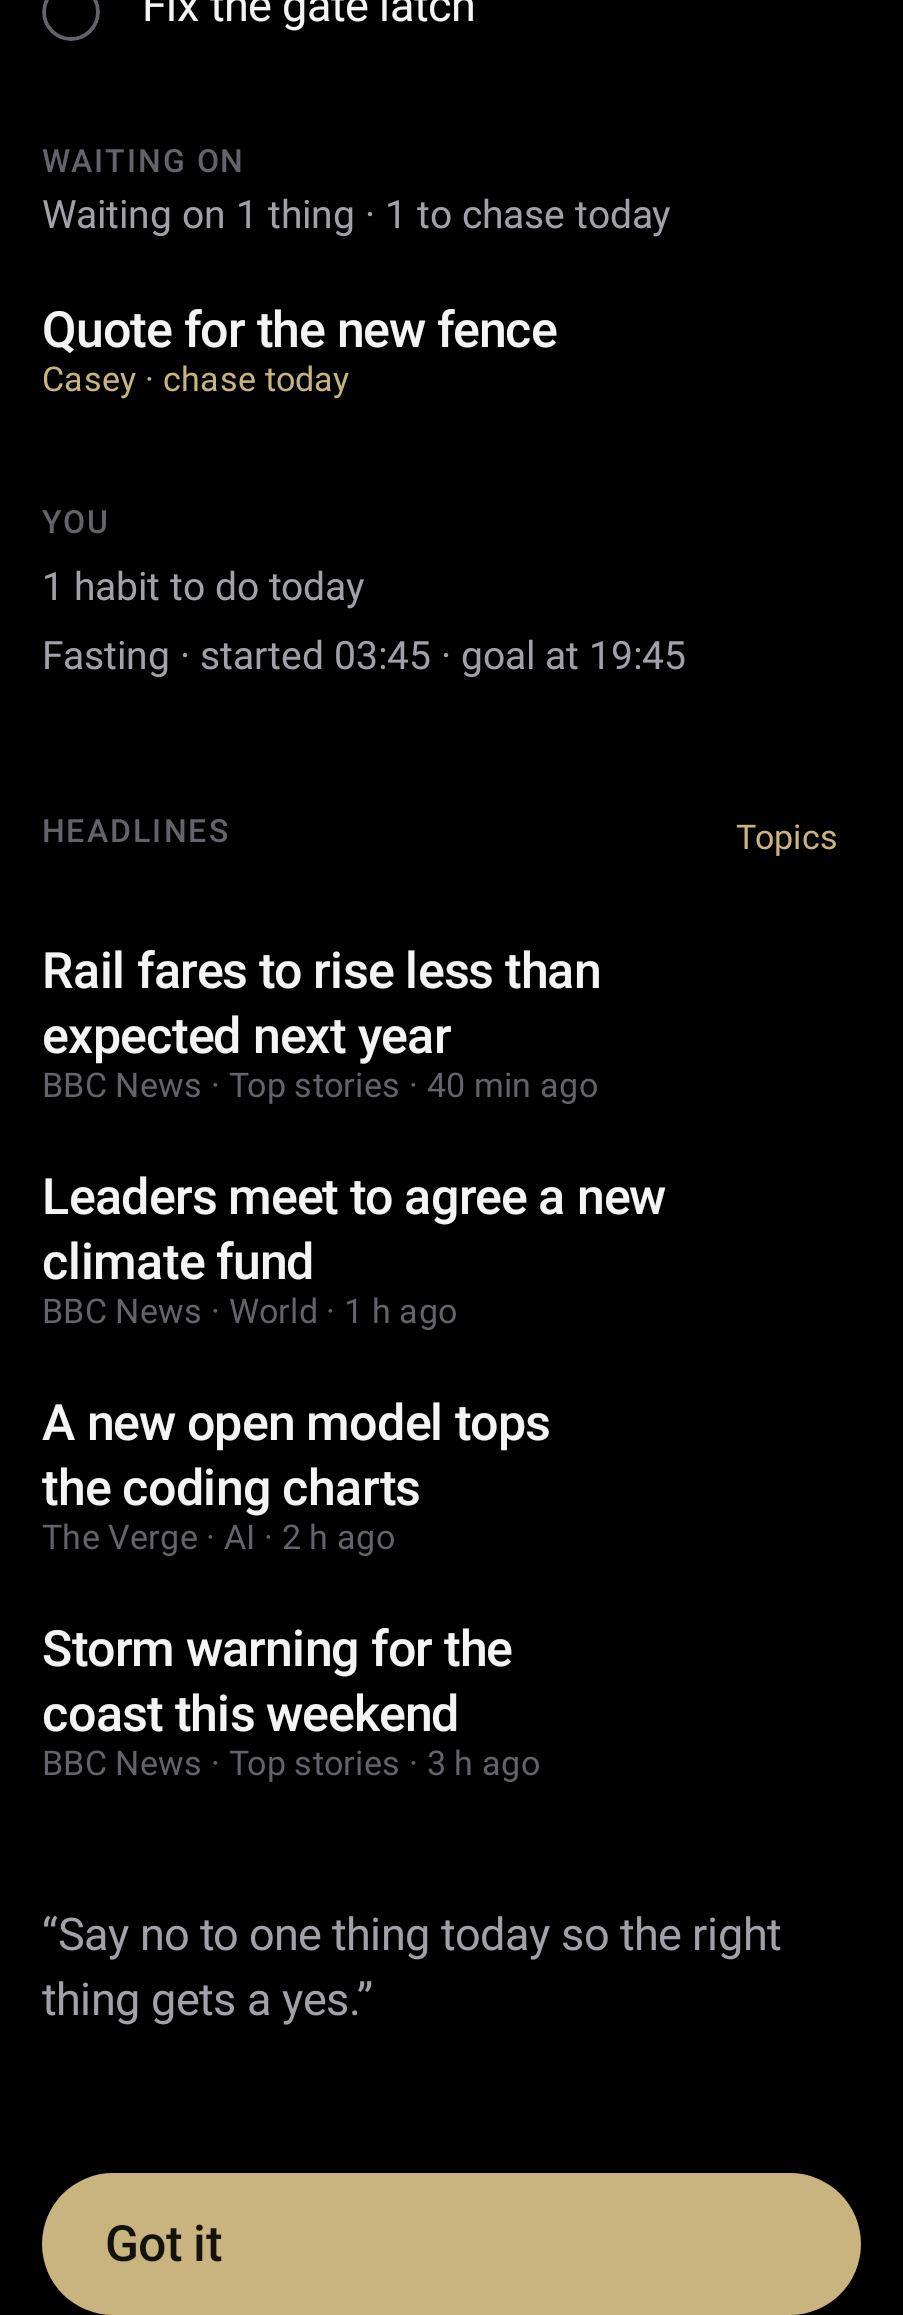 Fix the gate latch
WAITING ON
Waiting on 1 thing · 1 to chase today
Quote for the new fence
Casey · chase today
YOU
1 habit to do today
Fasting · started 03:45 · goal at 19:45
HEADLINES
Topics
Rail fares to rise less than
expected next year
BBC News · Top stories · 40 min ago
Leaders meet to agree a new
climate fund
BBC News · World · 1 h ago
A new open model tops
the coding charts
The Verge · AI · 2 h ago
Storm warning for the
coast this weekend
BBC News · Top stories · 3 h ago
“Say no to one thing today so the right
thing gets a yes.”
Got it